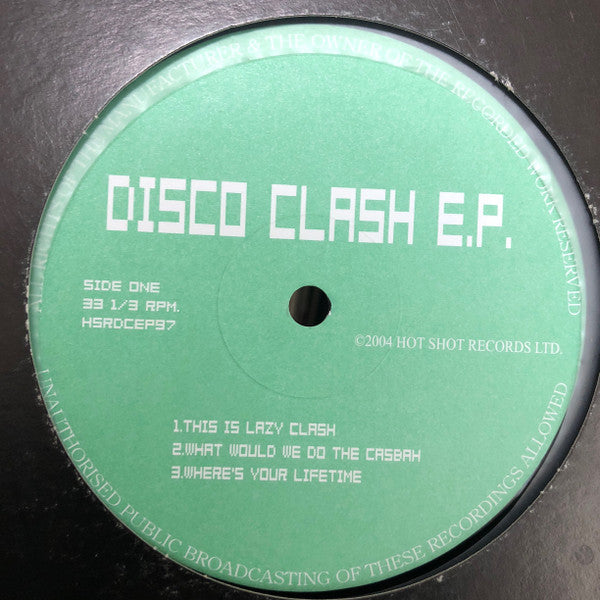 ALL RIGHTS OF THE MANUFACTURER & THE OWNER OF THE RECORDED WORK RESERVED
DISCO CLASH E.P.
SIDE ONE
33 1/3 RPM.
HSRDCEP97
©2004 HOT SHOT RECORDS LTD.
1.THIS IS LAZY CLASH
2.WHAT WOULD WE DO THE CASBAH
3.WHERE'S YOUR LIFETIME
UNAUTHORISED PUBLIC BROADCASTING OF THESE RECORDINGS ALLOWED